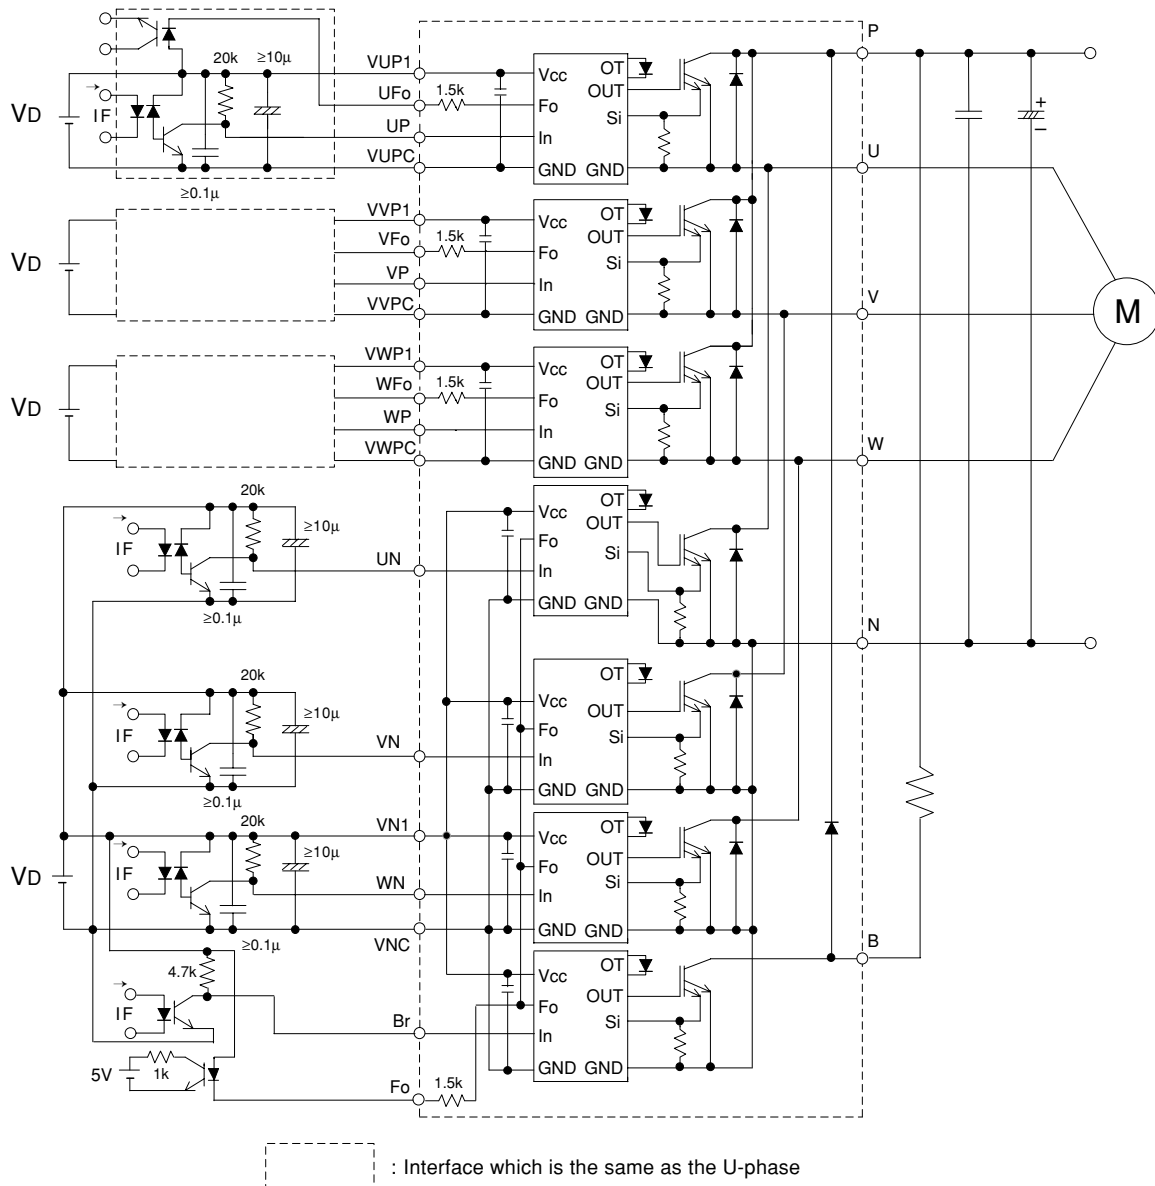 P
20k
≥10µ
VUP1
Vcc
OT
UFo
1.5k
OUT
Fo
Si
VD
IF
UP
In
+
−
VUPC
GND GND
U
≥0.1µ
VVP1
Vcc
OT
VFo
1.5k
OUT
Fo
Si
VD
VP
In
VVPC
GND GND
V
M
VWP1
Vcc
OT
WFo
1.5k
OUT
Fo
Si
VD
WP
In
VWPC
GND GND
W
20k
≥10µ
IF
UN
Vcc
OT
OUT
Fo
Si
In
GND GND
≥0.1µ
N
20k
≥10µ
IF
VN
Vcc
OT
Fo
OUT
Si
In
GND GND
≥0.1µ
20k
≥10µ
VN1
Vcc
OT
IF
Fo
OUT
Si
VD
WN
In
VNC
GND GND
≥0.1µ
B
4.7k
Vcc
OT
IF
Fo
OUT
Si
Br
In
5V
1k
GND GND
Fo
1.5k
: Interface which is the same as the U-phase